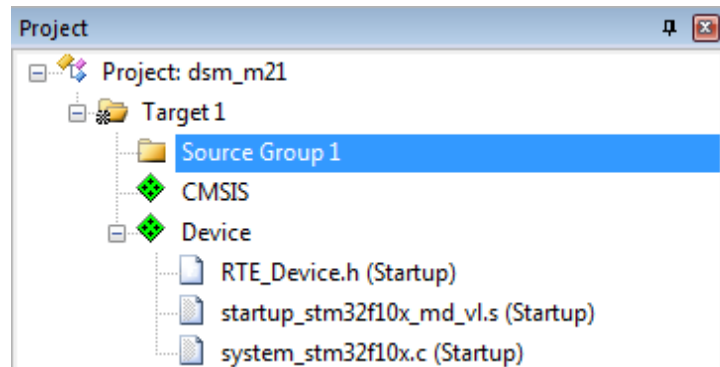 Project
Project: dsm_m21
Target 1
Source Group 1
CMSIS
Device
RTE_Device.h (Startup)
startup_stm32f10x_md_vl.s (Startup)
system_stm32f10x.c (Startup)